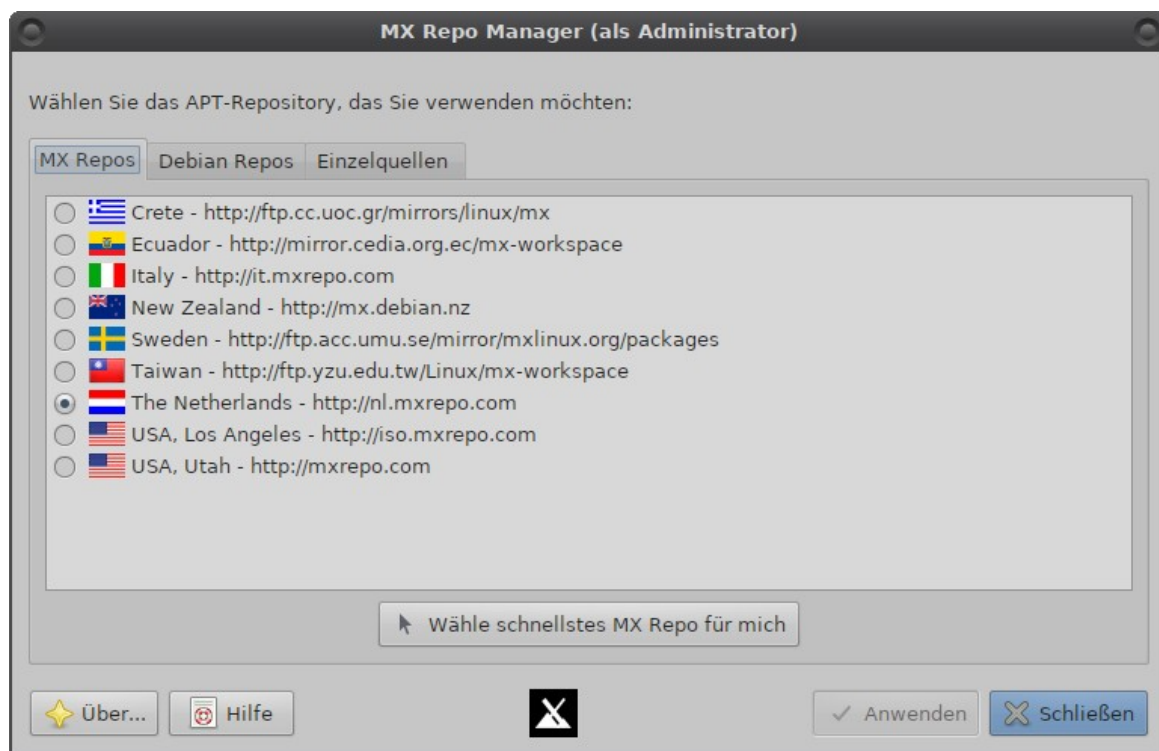 MX Repo Manager (als Administrator)
Wählen Sie das APT-Repository, das Sie verwenden möchten:
MX Repos Debian Repos Einzelquellen
Crete - http://ftp.cc.uoc.gr/mirrors/linux/mx
Ecuador - http://mirror.cedia.org.ec/mx-workspace
Italy - http://it.mxrepo.com
New Zealand - http://mx.debian.nz
Sweden - http://ftp.acc.umu.se/mirror/mxlinux.org/packages
Taiwan - http://ftp.yzu.edu.tw/Linux/mx-workspace
The Netherlands - http://nl.mxrepo.com
USA, Los Angeles - http://iso.mxrepo.com
USA, Utah - http://mxrepo.com
Wähle schnellstes MX Repo für mich
Über... Hilfe Anwenden Schließen